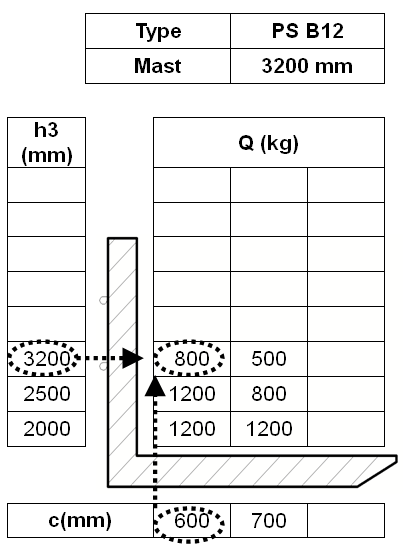 Type PS B12
Mast 3200 mm
h3
(mm) Q (kg)
3200 800 500
2500 1200 800
2000 1200 1200
c(mm) 600 700